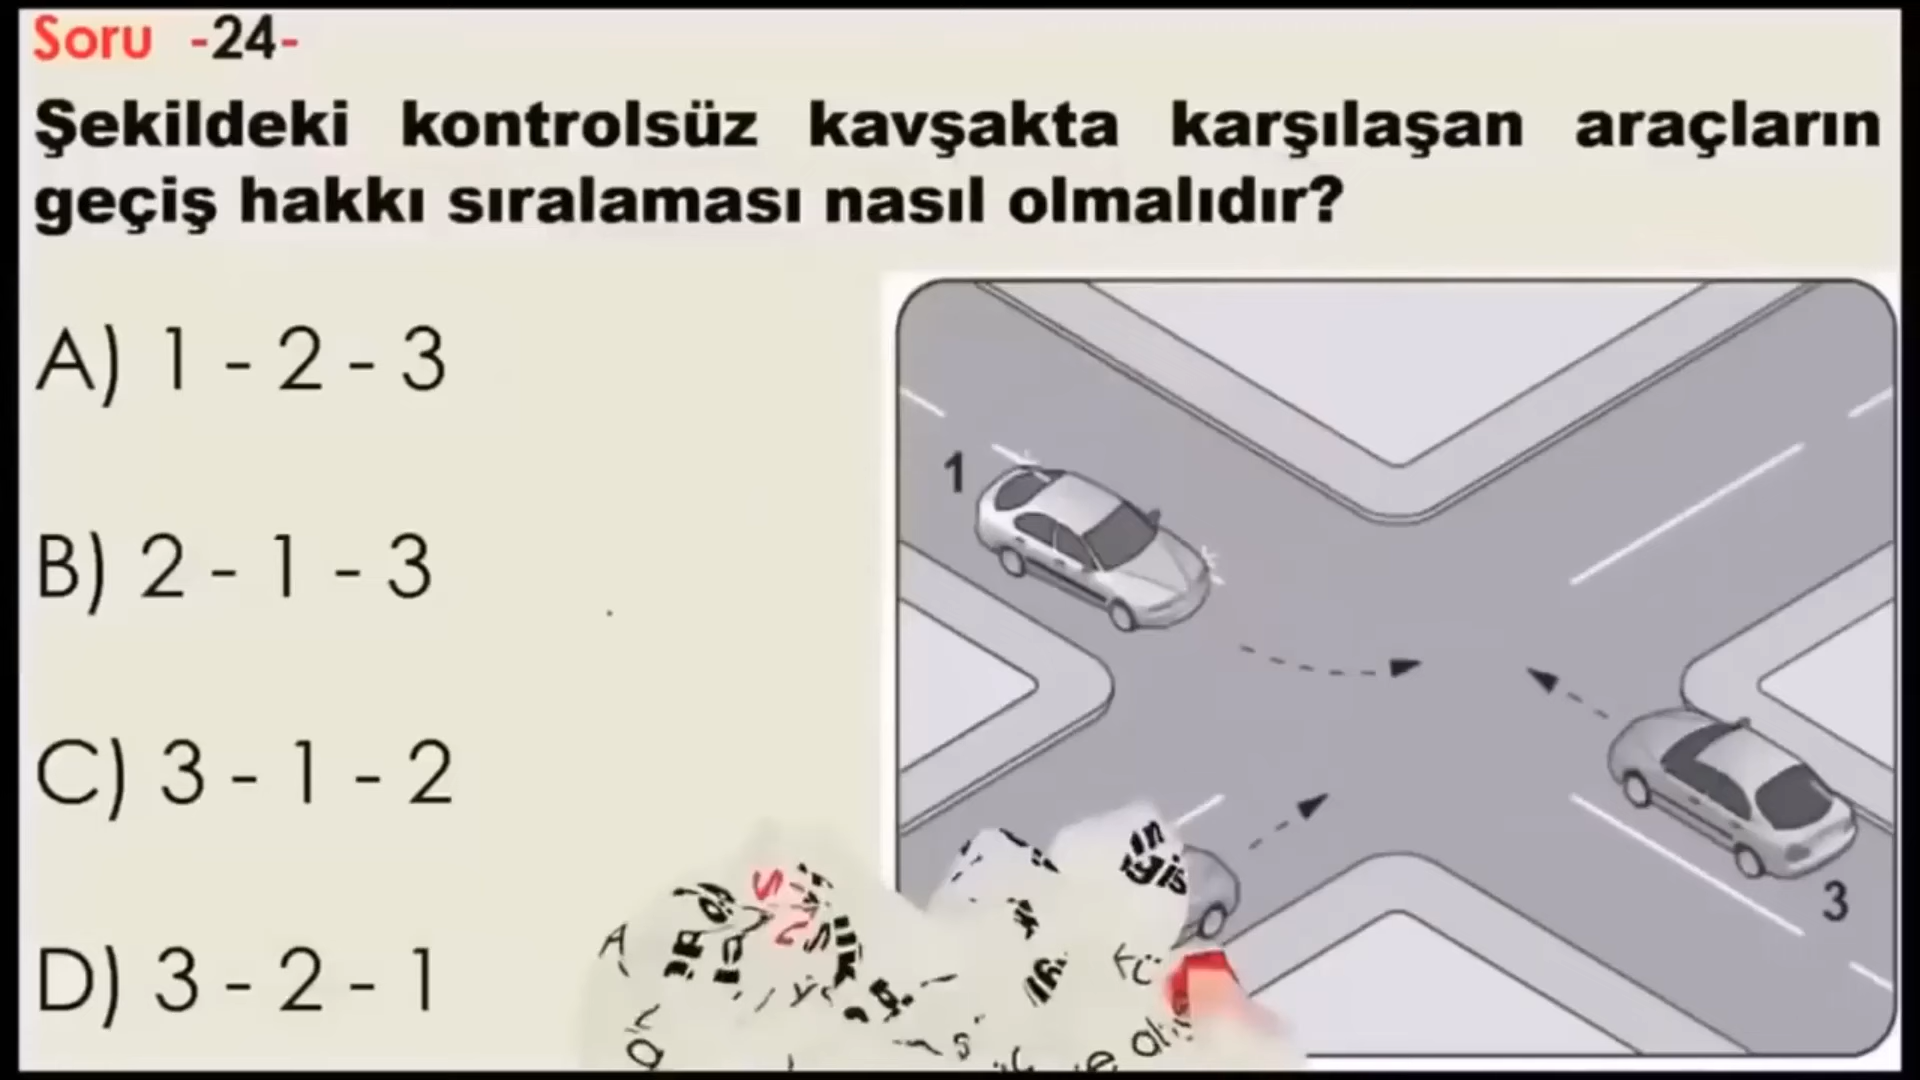 Soru -24-
Şekildeki kontrolsüz kavşakta karşılaşan araçların
geçiş hakkı sıralaması nasıl olmalıdır?
A) 1 - 2 - 3
B) 2 - 1 - 3
C) 3 - 1 - 2
D) 3 - 2 - 1
1
3